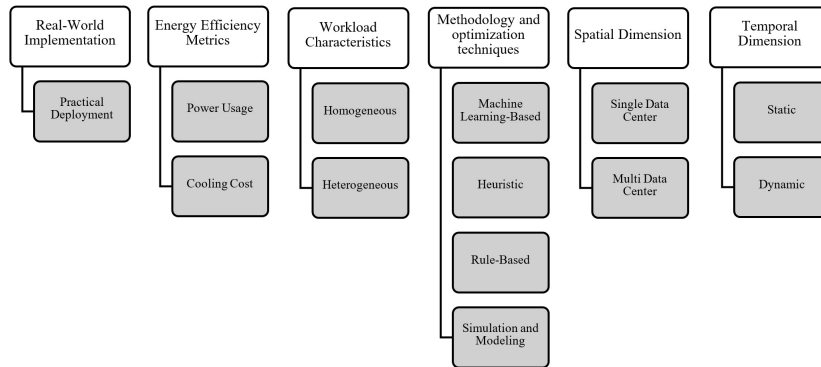 Real-World
Implementation
Practical
Deployment
Energy Efficiency
Metrics
Power Usage
Cooling Cost
Workload
Characteristics
Homogeneous
Heterogeneous
Methodology and
optimization
techniques
Machine
Learning-Based
Heuristic
Rule-Based
Simulation and
Modeling
Spatial Dimension
Single Data
Center
Multi Data
Center
Temporal
Dimension
Static
Dynamic